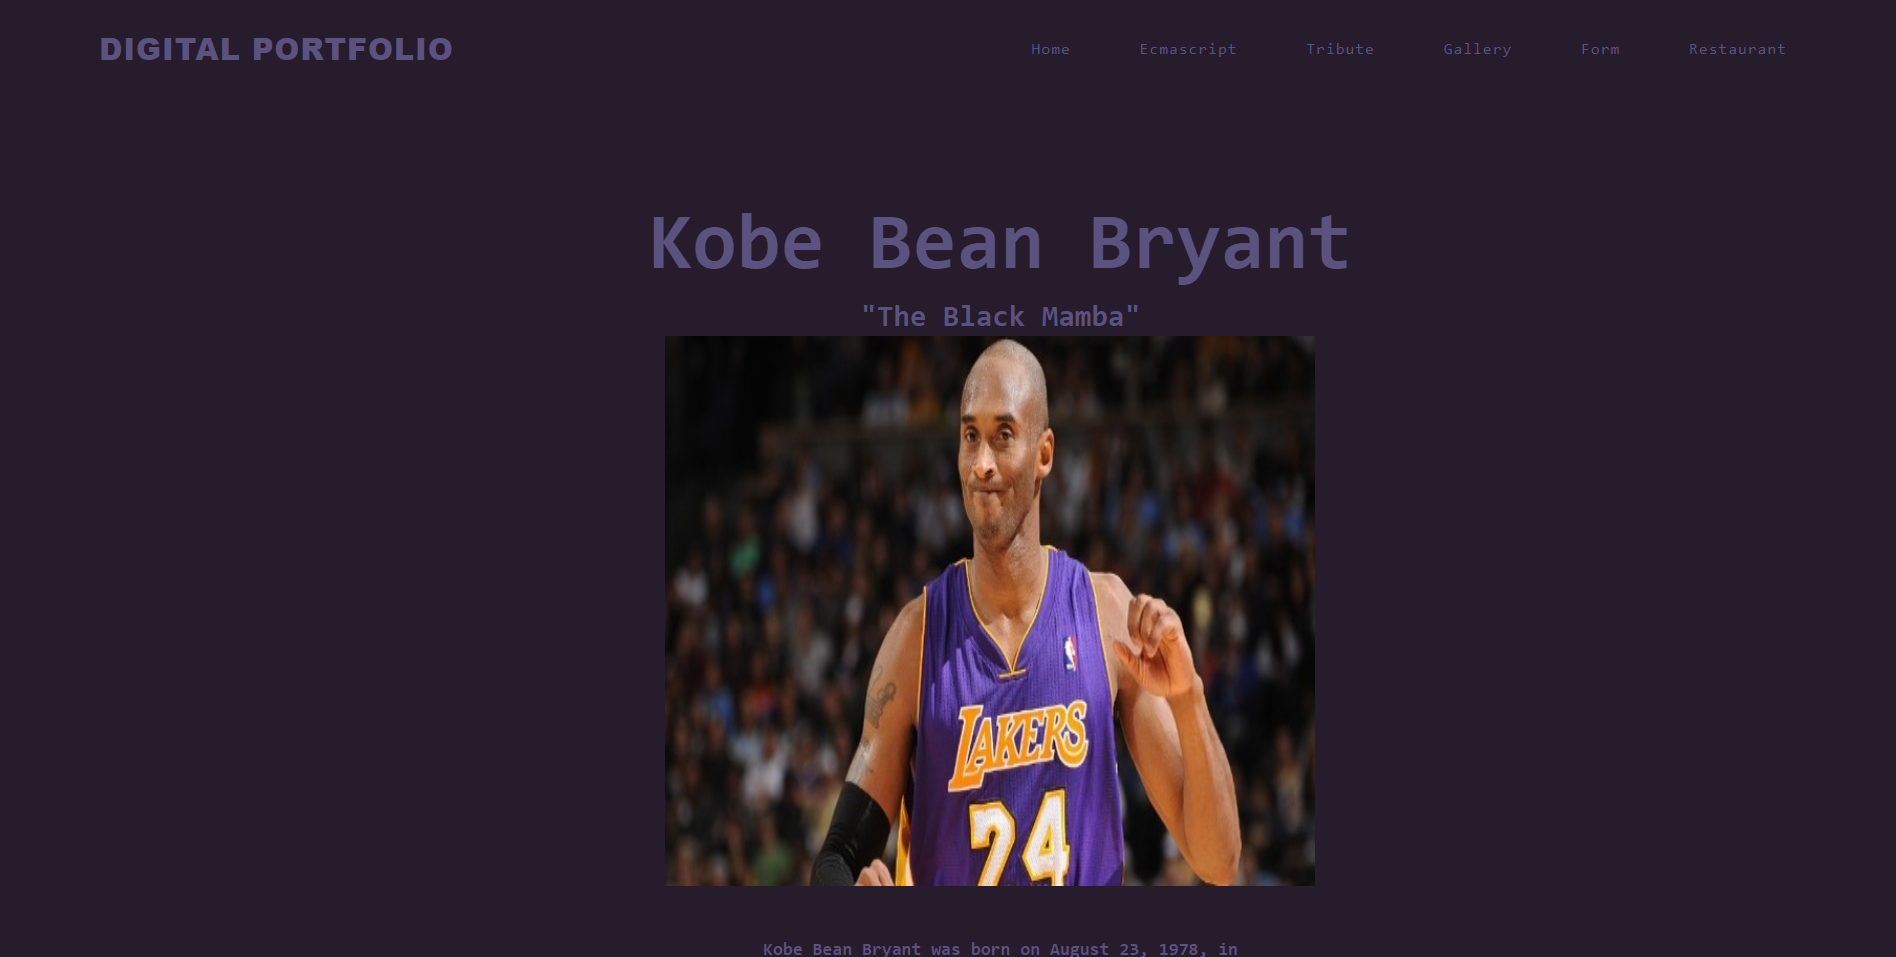 DIGITAL PORTFOLIO
Home Ecmascript Tribute Gallery Form Restaurant
Kobe Bean Bryant
"The Black Mamba"
LAKERS
24
Kobe Bean Bryant was born on August 23, 1978, in